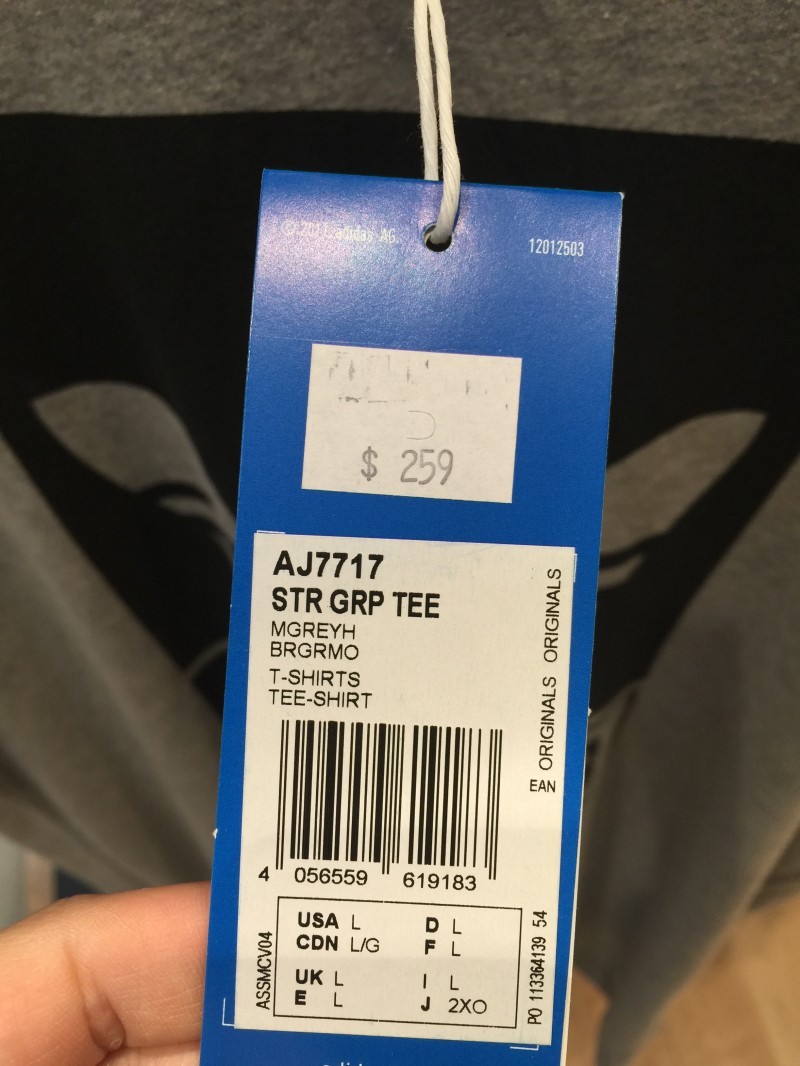 © 2011 adidas AG.
12012503
$ 259
AJ7717
STR GRP TEE
MGREYH
BRGRMO
T-SHIRTS
TEE-SHIRT
ORIGINALS ORIGINALS
EAN
4 056559 619183
USA L D L
CDN L/G F L
UK L I L
E L J 2XO
ASSMCV04
PO 113364139 54